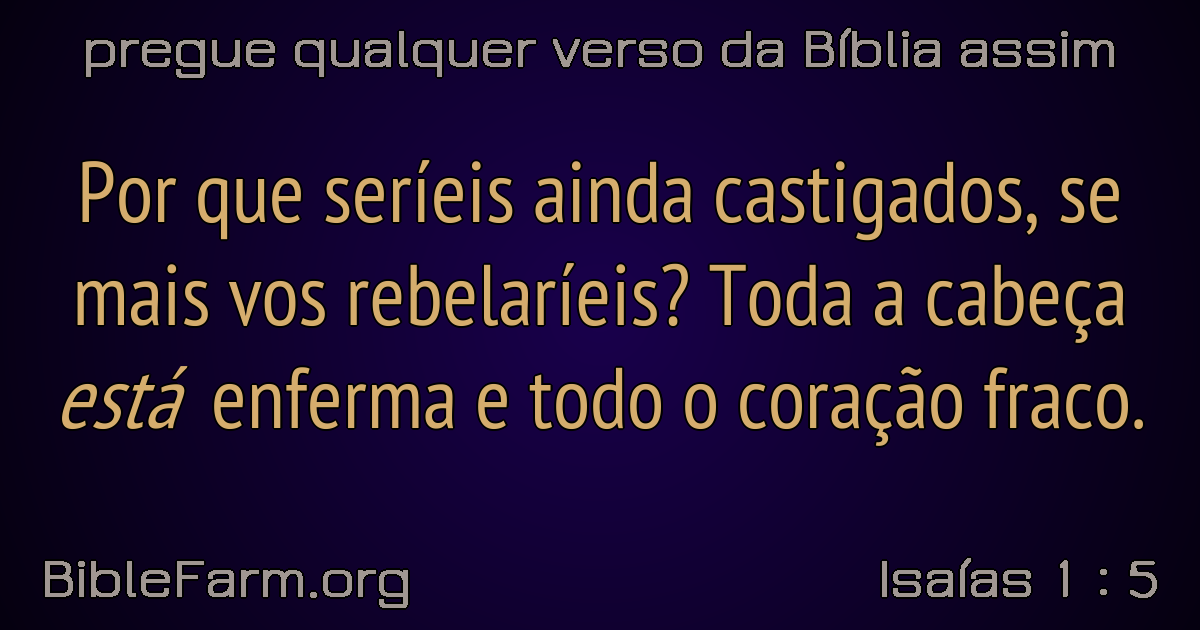 pregue qualquer verso da Bíblia assim
Por que seríeis ainda castigados, se
mais vos rebelaríeis? Toda a cabeça
está enferma e todo o coração fraco.
BibleFarm.org
Isaías 1 : 5